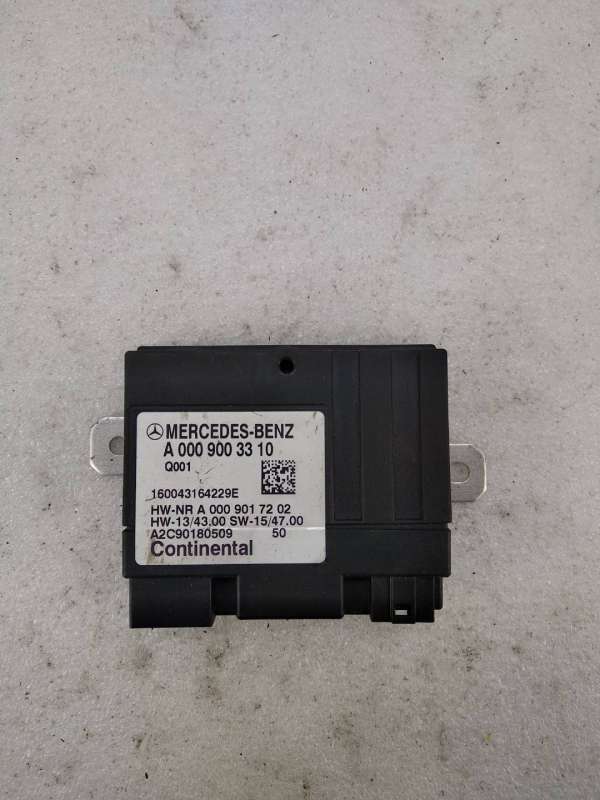 MERCEDES-BENZ
A 000 900 33 10
Q001
160043164229E
HW-NR A 000 901 72 02
HW-13/43.00 SW-15/47.00
A2C90180509 50
Continental